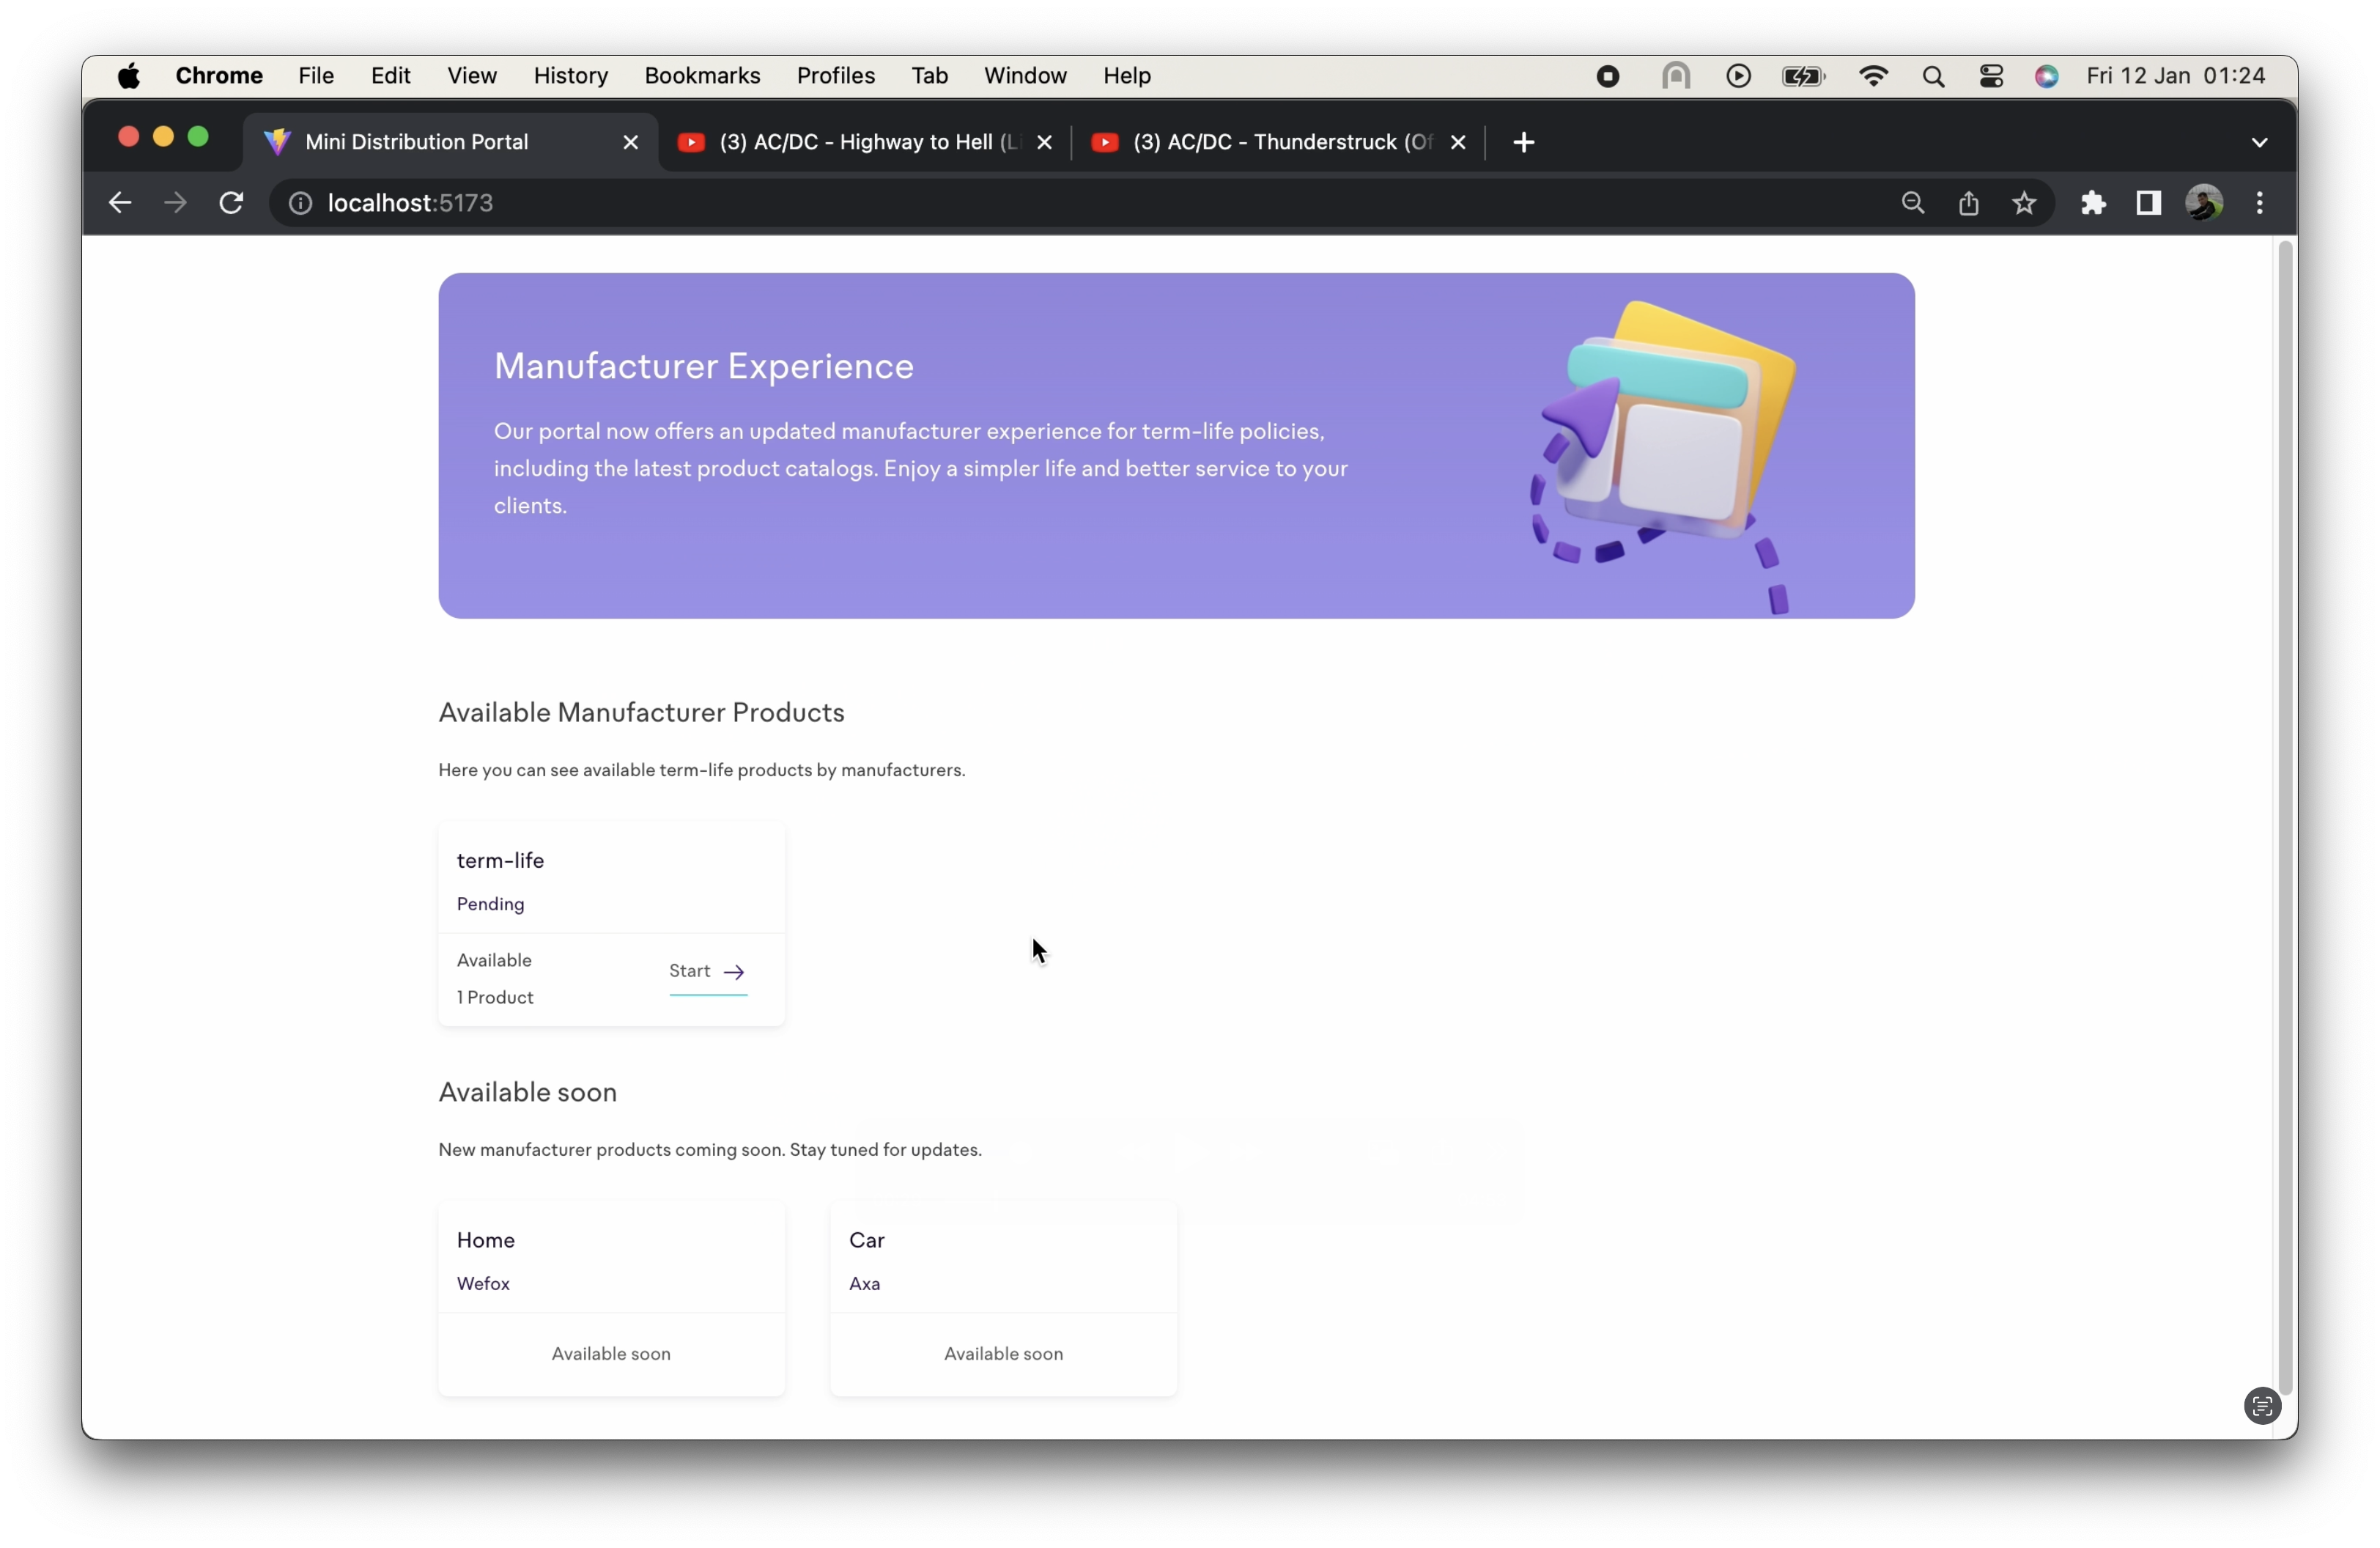 Chrome File Edit View History Bookmarks Profiles Tab Window Help Fri 12 Jan 01:24
Mini Distribution Portal (3) AC/DC - Highway to Hell (Li (3) AC/DC - Thunderstruck (Of
localhost:5173
Manufacturer Experience
Our portal now offers an updated manufacturer experience for term-life policies,
including the latest product catalogs. Enjoy a simpler life and better service to your
clients.
Available Manufacturer Products
Here you can see available term-life products by manufacturers.
term-life
Pending
Available
Start
1 Product
Available soon
New manufacturer products coming soon. Stay tuned for updates.
Home
Wefox
Available soon
Car
Axa
Available soon